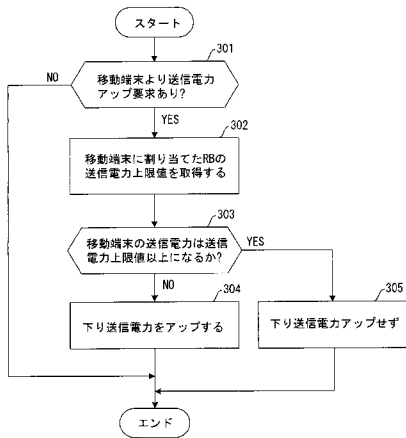 スタート
301
NO
移動端末より送信電力
アップ要求あり?
YES
302
移動端末に割り当てたRBの
送信電力上限値を取得する
303
移動端末の送信電力は送信
電力上限値以上になるか?
YES
NO
304
下り送信電力をアップする
305
下り送信電力アップせず
エンド